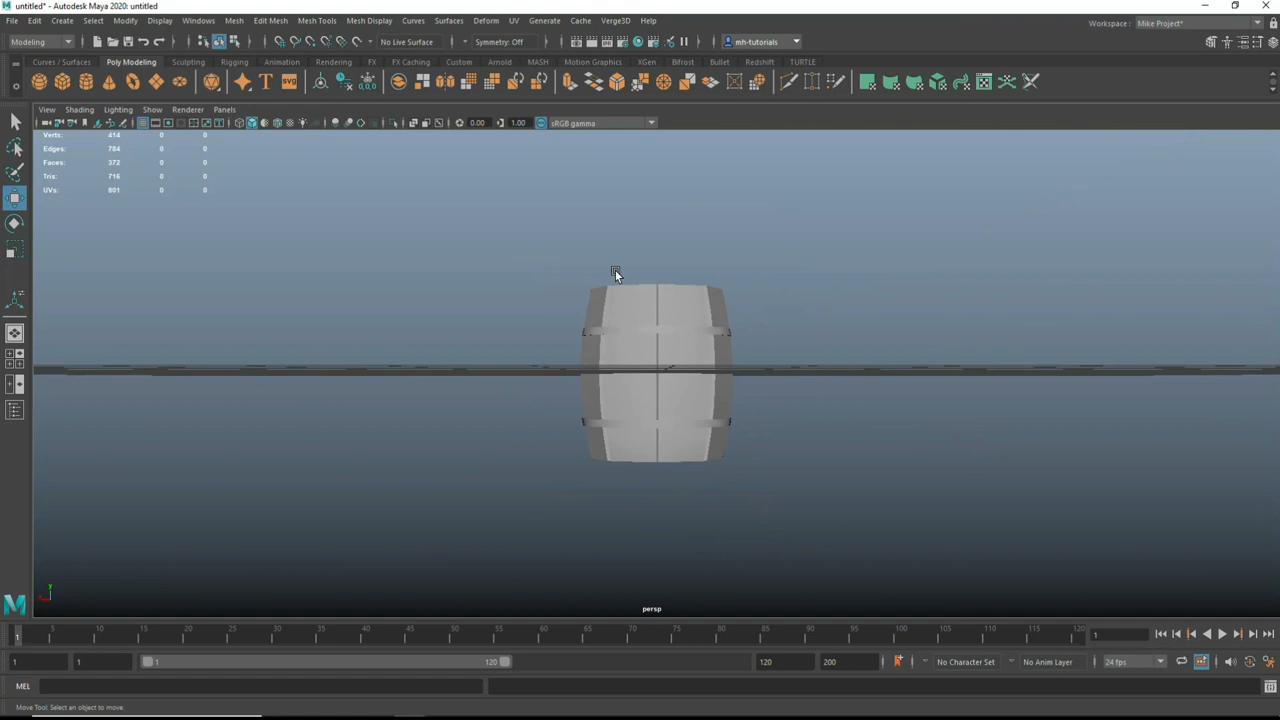 untitled* - Autodesk Maya 2020: untitled
File Edit Create Select Modify Display Windows Mesh Edit Mesh Mesh Tools Mesh Display Curves Surfaces Deform UV Generate Cache Verge3D Help
Workspace : Mike Project*
Modeling No Live Surface Symmetry: Off mh-tutorials
Curves / Surfaces Poly Modeling Sculpting Rigging Animation Rendering FX FX Caching Custom Arnold MASH Motion Graphics XGen Bifrost Bullet Redshift TURTLE
SVG
View Shading Lighting Show Renderer Panels
0.00 1.00 sRGB gamma
Verts: 414 0 0
Edges: 784 0 0
Faces: 372 0 0
Tris: 716 0 0
UVs: 801 0 0
y
persp
1 5 10 15 20 25 30 35 40 45 50 55 60 65 70 75 80 85 90 95 100 105 110 115 120 1
1 1 1 120 120 200 No Character Set No Anim Layer 24 fps
MEL
Move Tool: Select an object to move.